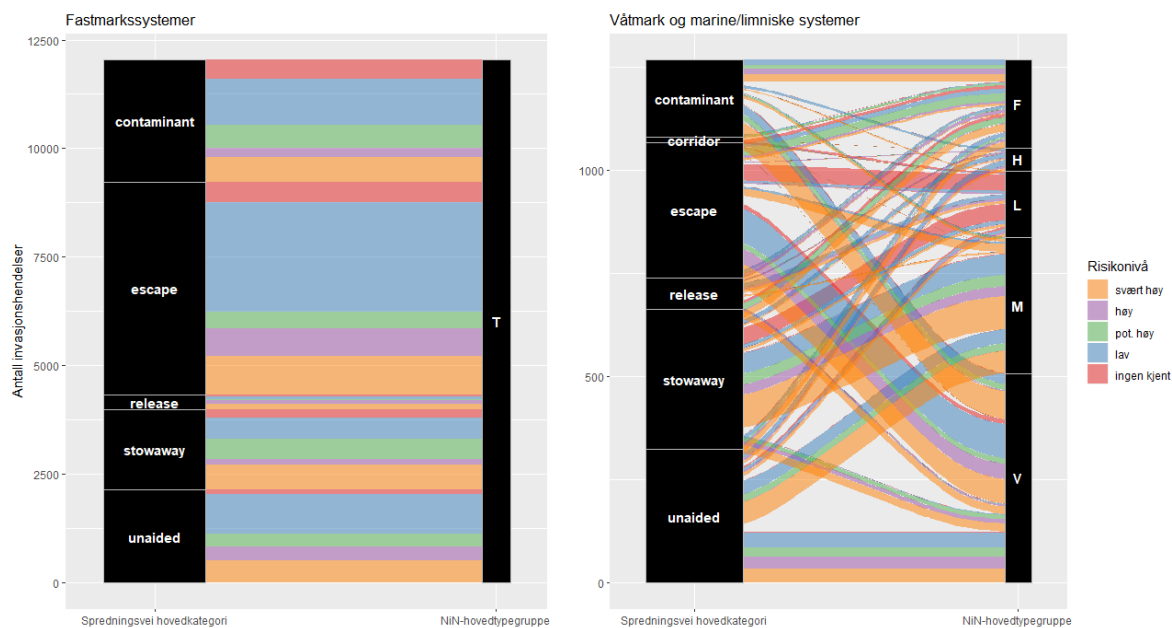 Fastmarkssystemer
Antall invasjonshendelser
12500
10000
7500
5000
2500
0
contaminant
escape
release
stowaway
unaided
T
Spredningsvei hovedkategori
NiN-hovedtypegruppe
Våtmark og marine/limniske systemer
1000
500
0
contaminant
corridor
escape
release
stowaway
unaided
F
H
L
M
V
Spredningsvei hovedkategori
NiN-hovedtypegruppe
Risikonivå
svært høy
høy
pot. høy
lav
ingen kjent